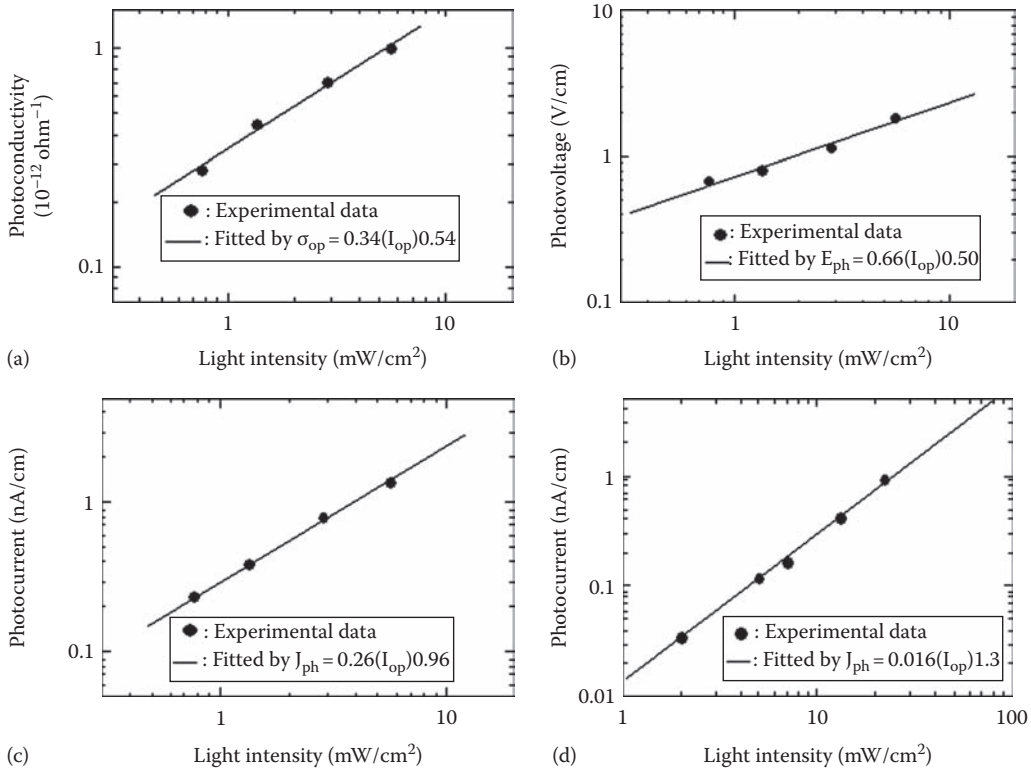 Photoconductivity
(10⁻¹² ohm⁻¹)
1
0.1
: Experimental data
: Fitted by σop = 0.34(Iop)0.54
1
10
(a)
Light intensity (mW/cm²)
Photovoltage (V/cm)
10
1
0.1
: Experimental data
: Fitted by Eph = 0.66(Iop)0.50
1
10
(b)
Light intensity (mW/cm²)
Photocurrent (nA/cm)
1
0.1
: Experimental data
: Fitted by Jph = 0.26(Iop)0.96
1
10
(c)
Light intensity (mW/cm²)
Photocurrent (nA/cm)
1
0.1
0.01
: Experimental data
: Fitted by Jph = 0.016(Iop)1.3
1
10
100
(d)
Light intensity (mW/cm²)